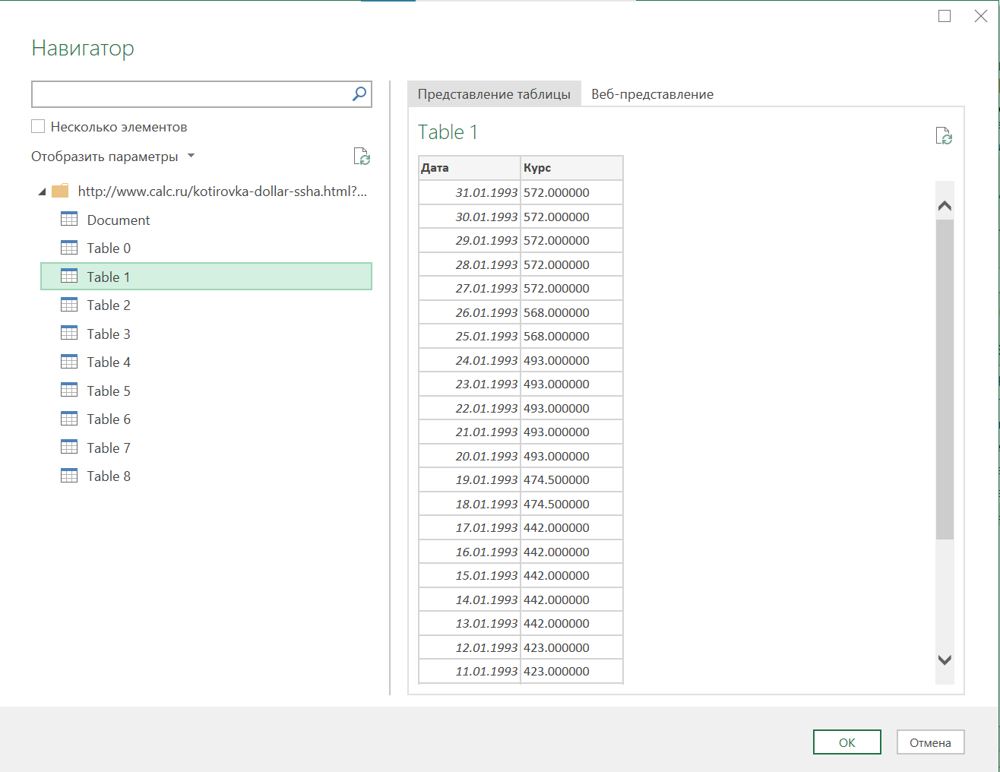 Навигатор
Несколько элементов
Отобразить параметры
http://www.calc.ru/kotirovka-dollar-ssha.html?...
Document
Table 0
Table 1
Table 2
Table 3
Table 4
Table 5
Table 6
Table 7
Table 8
Представление таблицы Веб-представление
Table 1
Дата Курс
31.01.1993 572.000000
30.01.1993 572.000000
29.01.1993 572.000000
28.01.1993 572.000000
27.01.1993 572.000000
26.01.1993 568.000000
25.01.1993 568.000000
24.01.1993 493.000000
23.01.1993 493.000000
22.01.1993 493.000000
21.01.1993 493.000000
20.01.1993 493.000000
19.01.1993 474.500000
18.01.1993 474.500000
17.01.1993 442.000000
16.01.1993 442.000000
15.01.1993 442.000000
14.01.1993 442.000000
13.01.1993 442.000000
12.01.1993 423.000000
11.01.1993 423.000000
ОК Отмена